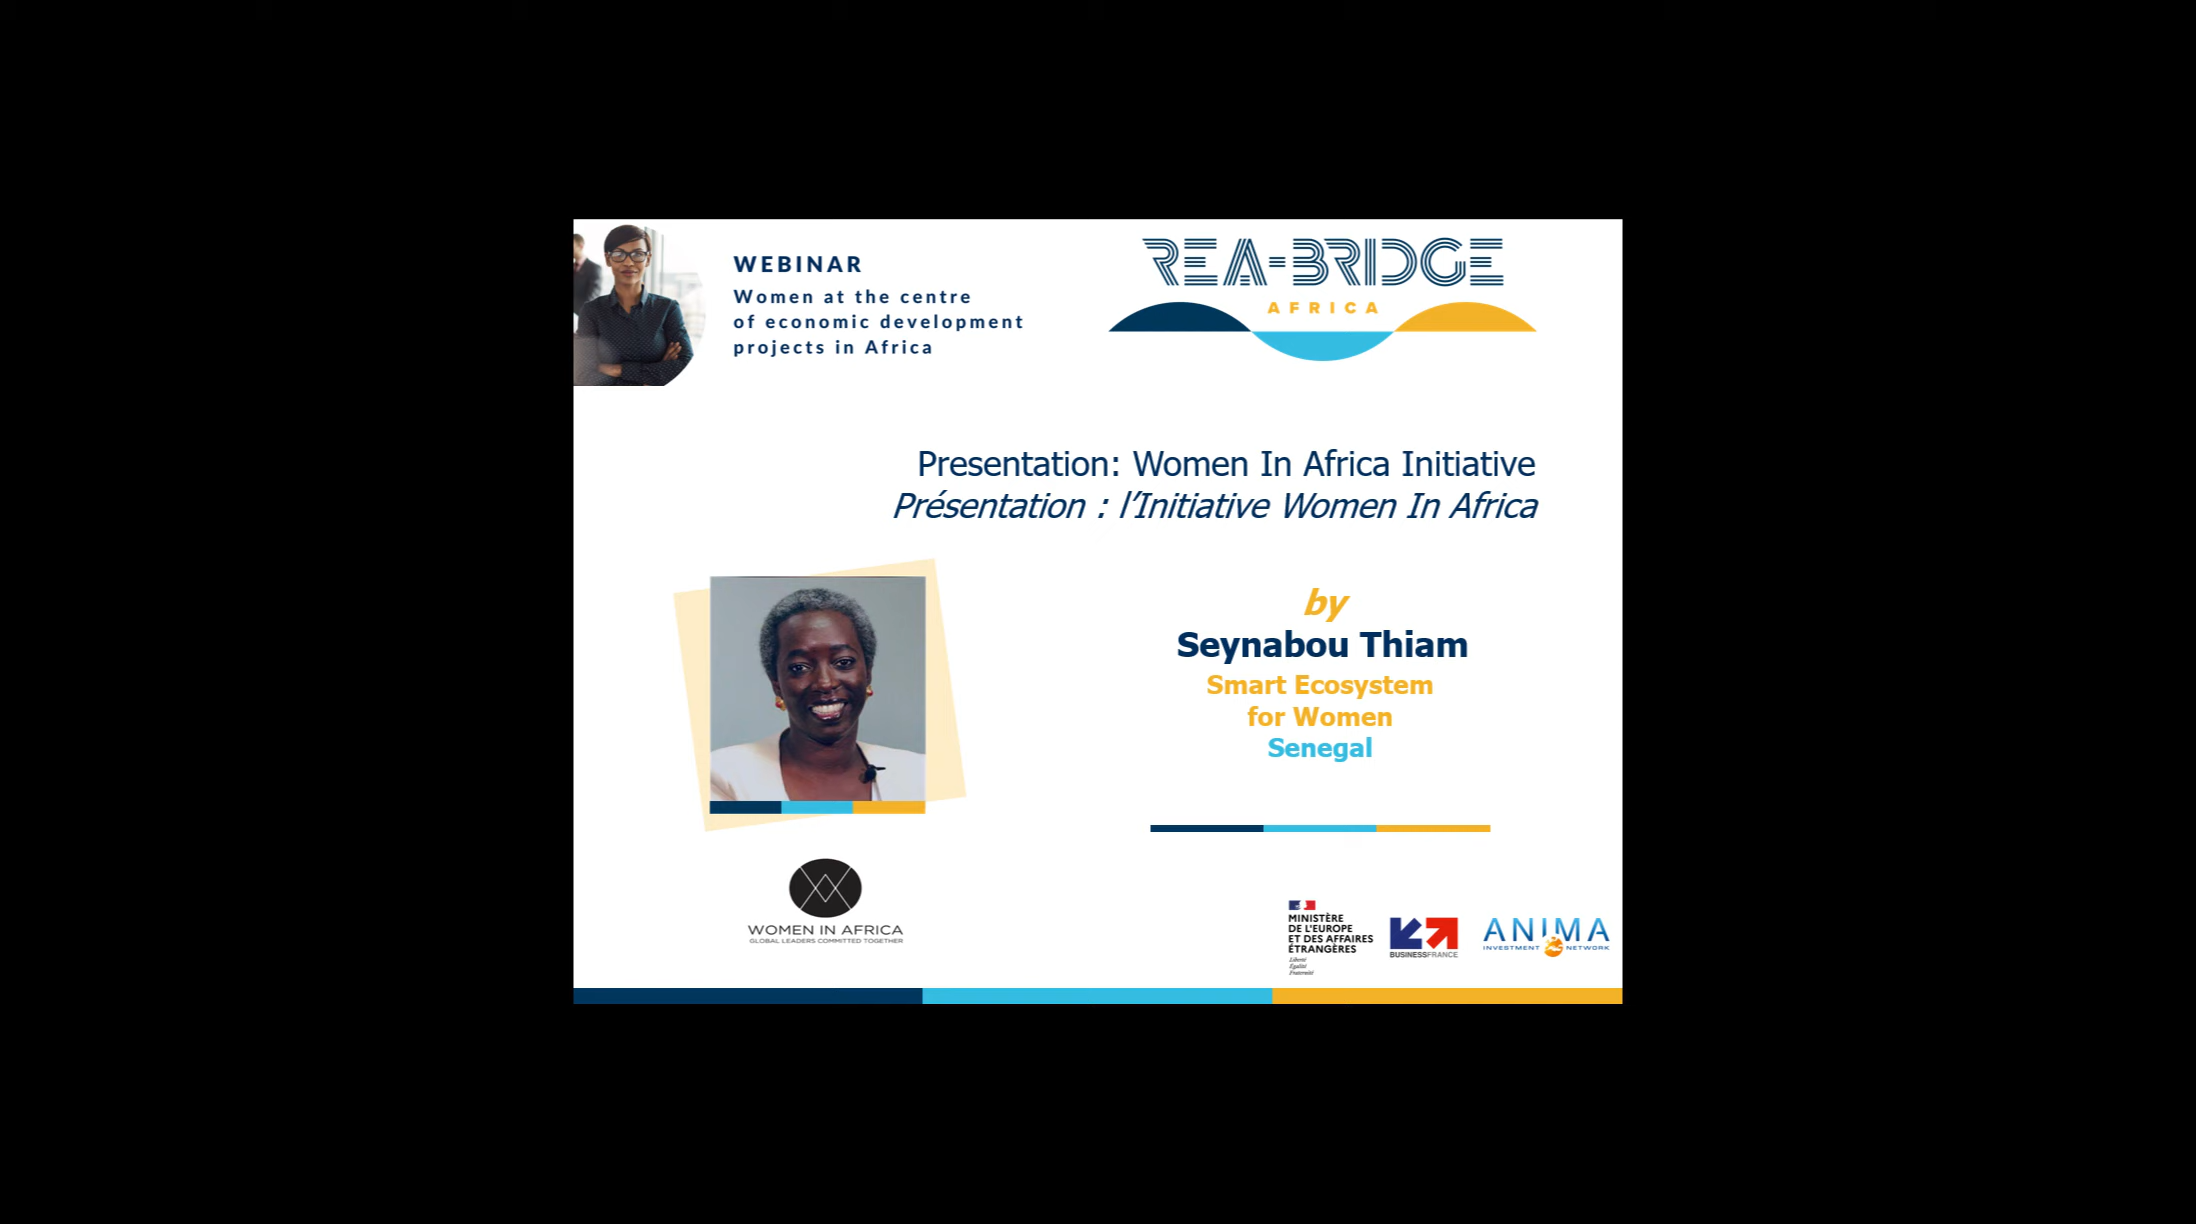 WEBINAR
Women at the centre
of economic development
projects in Africa
REA-BRIDGE
AFRICA
Presentation: Women In Africa Initiative
Présentation : l’Initiative Women In Africa
by
Seynabou Thiam
Smart Ecosystem
for Women
Senegal
WOMEN IN AFRICA
GLOBAL LEADERS COMMITTED TOGETHER
MINISTÈRE
DE L'EUROPE
ET DES AFFAIRES
ÉTRANGÈRES
Liberté
Égalité
Fraternité
BUSINESSFRANCE
ANIMA
INVESTMENT NETWORK